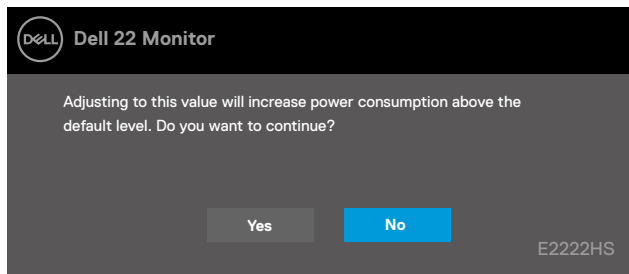 DELL Dell 22 Monitor
Adjusting to this value will increase power consumption above the
default level. Do you want to continue?
Yes No
E2222HS